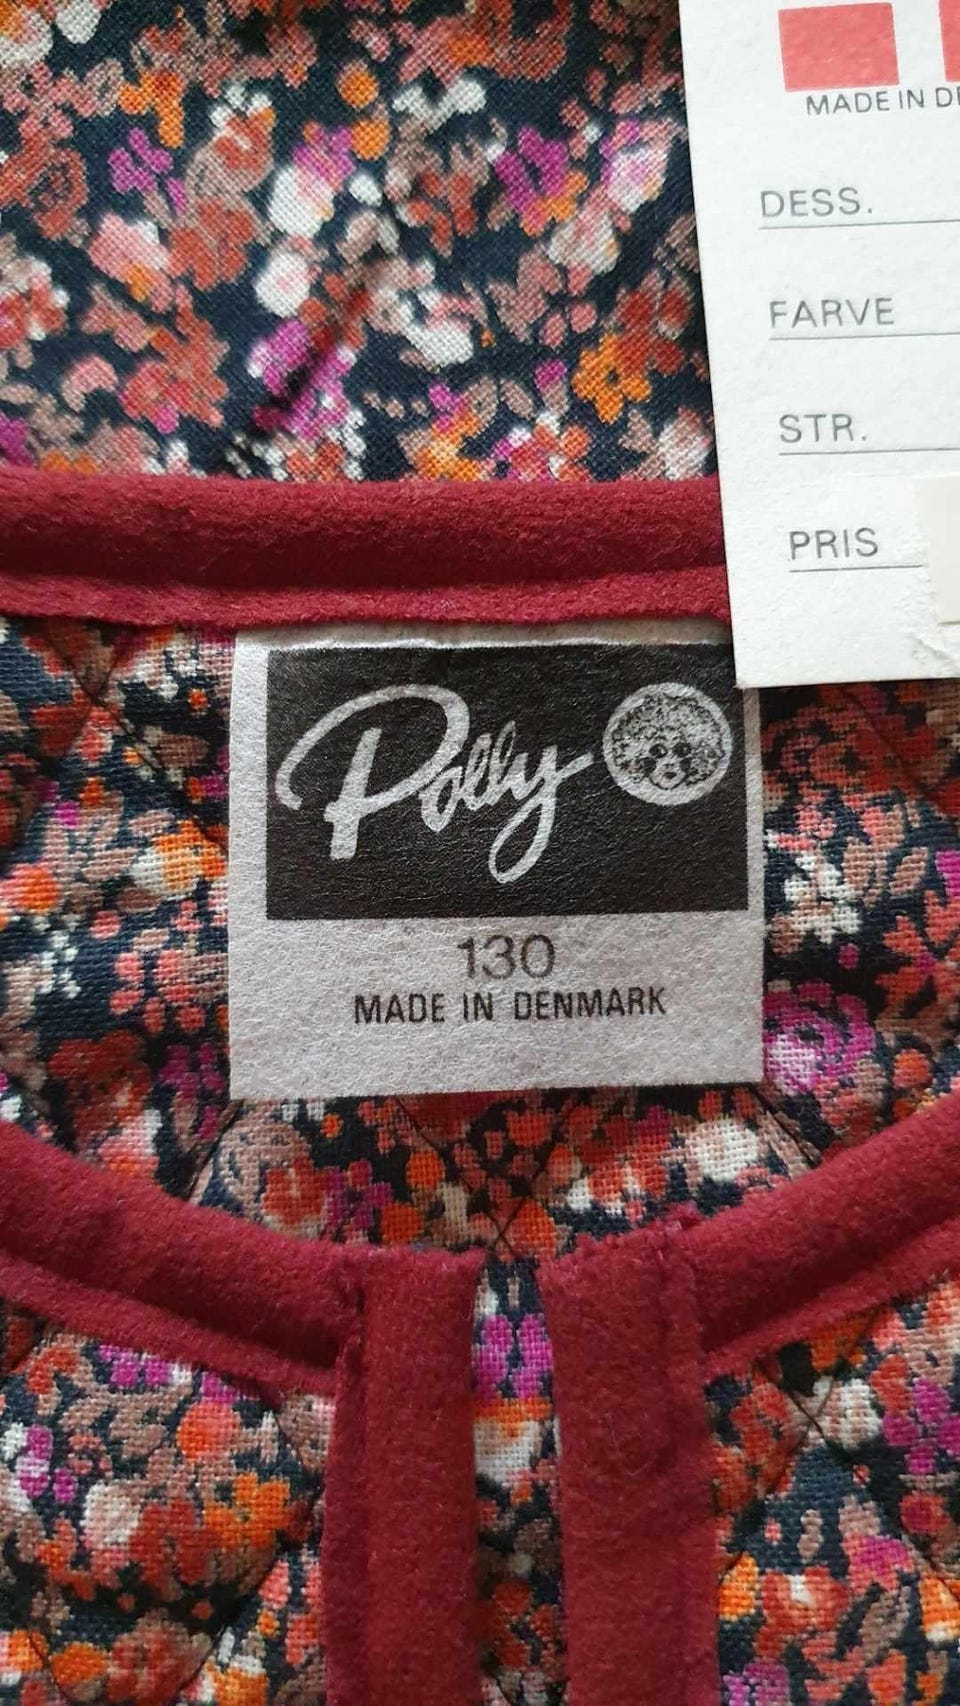 MADE IN DE
DESS.
FARVE
STR.
PRIS
Polly
130
MADE IN DENMARK